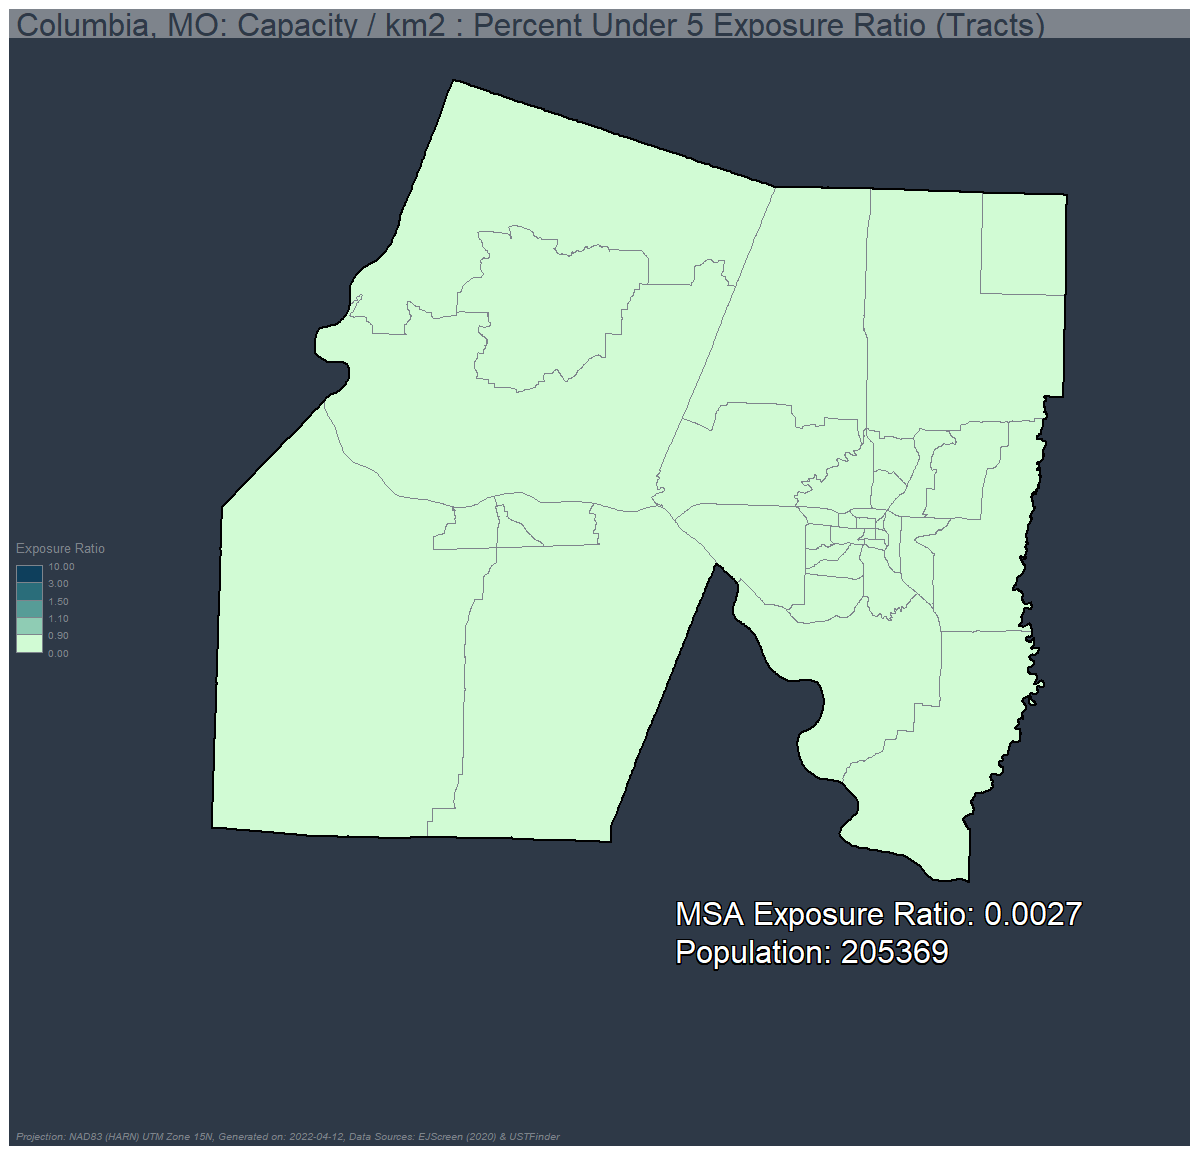 Columbia, MO: Capacity / km2 : Percent Under 5 Exposure Ratio (Tracts)
Exposure Ratio
10.00
3.00
1.50
1.10
0.90
0.00
MSA Exposure Ratio: 0.0027
Population: 205369
Projection: NAD83 (HARN) UTM Zone 15N, Generated on: 2022-04-12, Data Sources: EJScreen (2020) & USTFinder